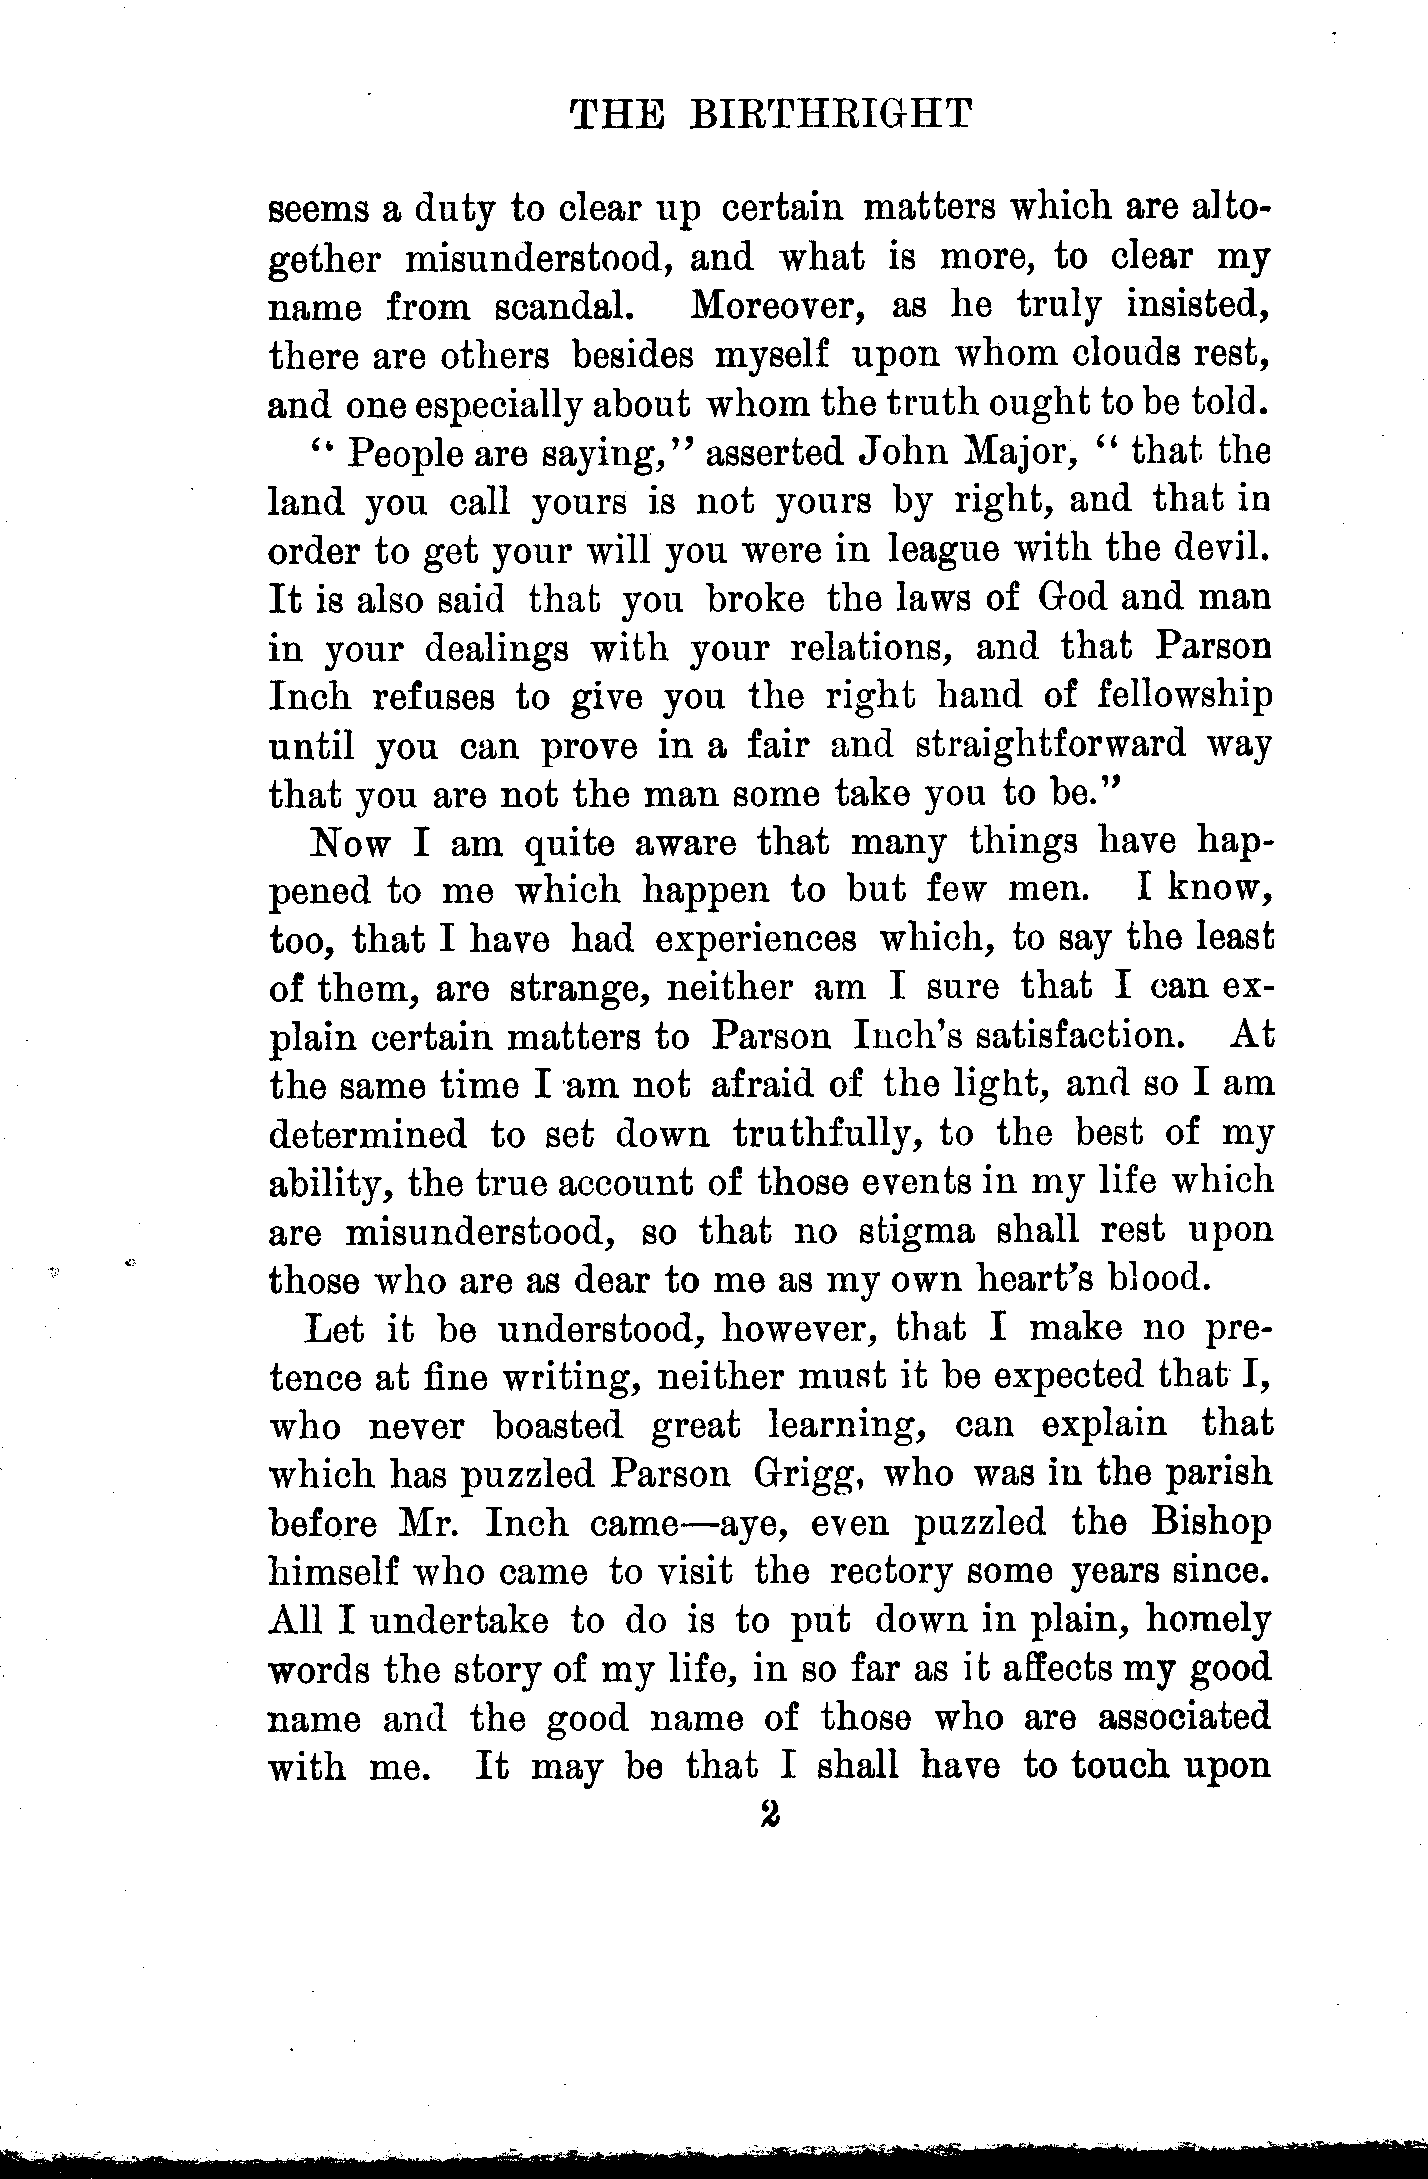 THE BIRTHRIGHT
seems a duty to clear up certain matters which are alto-
gether misunderstood, and what is more, to clear my
name from scandal. Moreover, as he truly insisted,
there are others besides myself upon whom clouds rest,
and one especially about whom the truth ought to be told.
“ People are saying,” asserted John Major, “ that the
land you call yours is not yours by right, and that in
order to get your will you were in league with the devil.
It is also said that you broke the laws of God and man
in your dealings with your relations, and that Parson
Inch refuses to give you the right hand of fellowship
until you can prove in a fair and straightforward way
that you are not the man some take you to be.”
Now I am quite aware that many things have hap-
pened to me which happen to but few men. I know,
too, that I have had experiences which, to say the least
of them, are strange, neither am I sure that I can ex-
plain certain matters to Parson Inch’s satisfaction. At
the same time I am not afraid of the light, and so I am
determined to set down truthfully, to the best of my
ability, the true account of those events in my life which
are misunderstood, so that no stigma shall rest upon
those who are as dear to me as my own heart’s blood.
Let it be understood, however, that I make no pre-
tence at fine writing, neither must it be expected that I,
who never boasted great learning, can explain that
which has puzzled Parson Grigg, who was in the parish
before Mr. Inch came—aye, even puzzled the Bishop
himself who came to visit the rectory some years since.
All I undertake to do is to put down in plain, homely
words the story of my life, in so far as it affects my good
name and the good name of those who are associated
with me. It may be that I shall have to touch upon
2